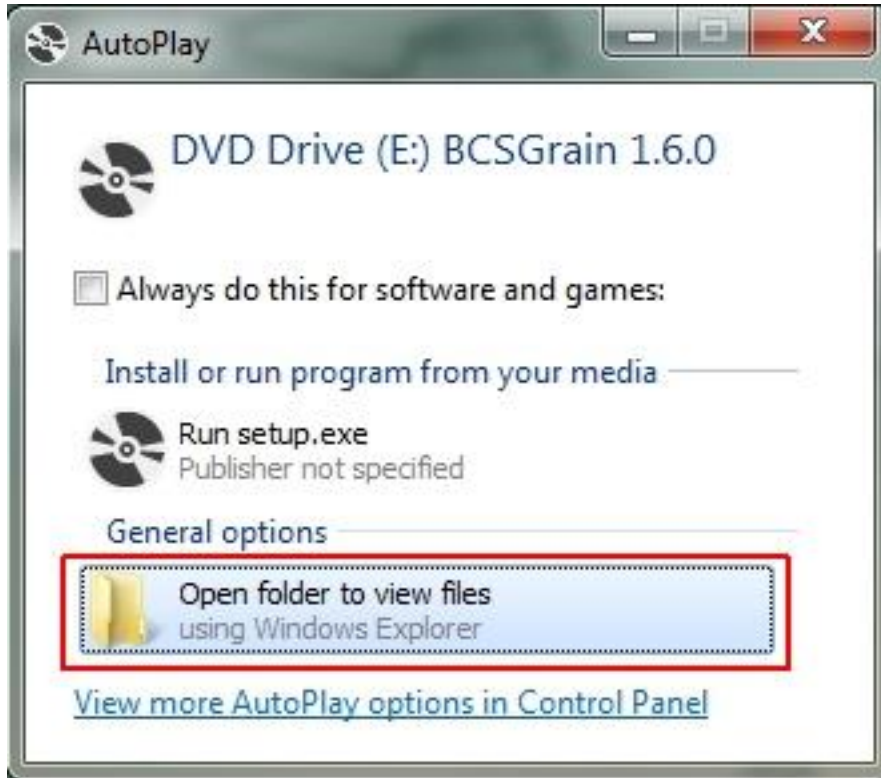 AutoPlay
DVD Drive (E:) BCSGrain 1.6.0
Always do this for software and games:
Install or run program from your media
Run setup.exe
Publisher not specified
General options
Open folder to view files
using Windows Explorer
View more AutoPlay options in Control Panel